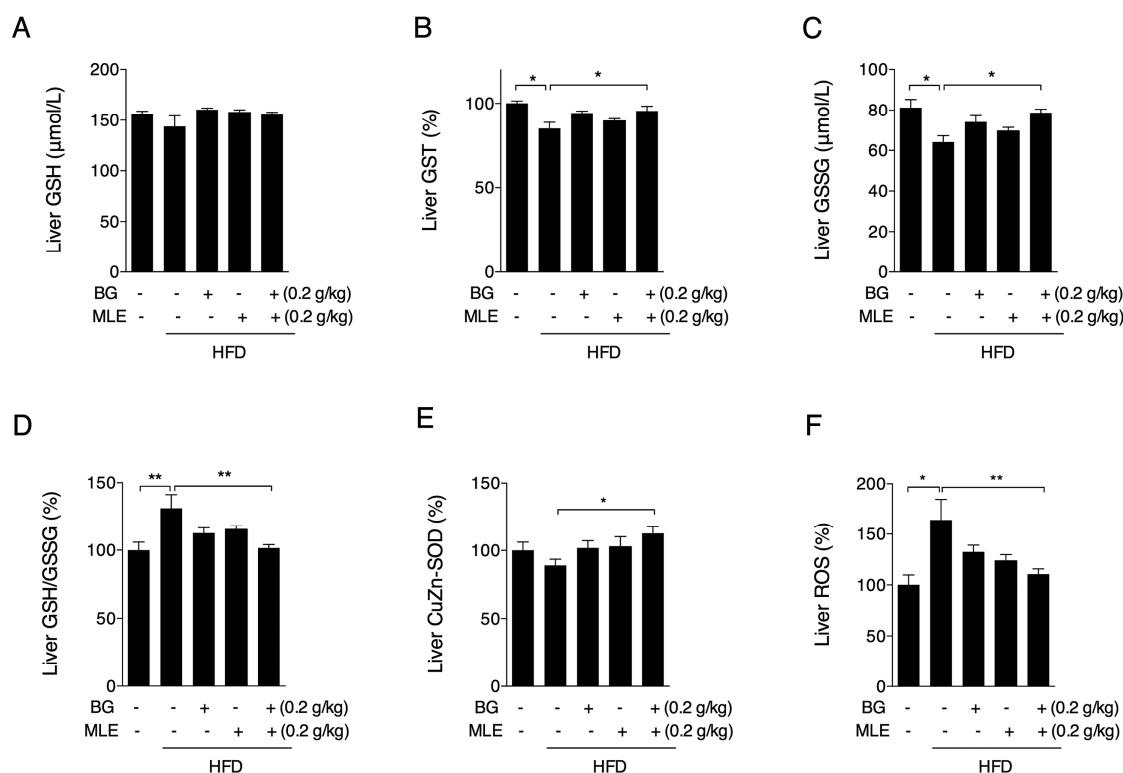 A
Liver GSH (μmol/L)
200
150
100
50
0
BG - - + - + (0.2 g/kg)
MLE - - - + + (0.2 g/kg)
HFD
B
Liver GST (%)
100
50
0
* *
BG - - + - + (0.2 g/kg)
MLE - - - + + (0.2 g/kg)
HFD
C
Liver GSSG (μmol/L)
100
80
60
40
80
0
* *
BG - - + - + (0.2 g/kg)
MLE - - - + + (0.2 g/kg)
HFD
D
Liver GSH/GSSG (%)
150
100
50
0
** **
BG - - + - + (0.2 g/kg)
MLE - - - + + (0.2 g/kg)
HFD
E
Liver CuZn-SOD (%)
150
100
50
0
*
BG - - + - + (0.2 g/kg)
MLE - - - + + (0.2 g/kg)
HFD
F
Liver ROS (%)
200
150
100
50
0
* **
BG - - + - + (0.2 g/kg)
MLE - - - + + (0.2 g/kg)
HFD